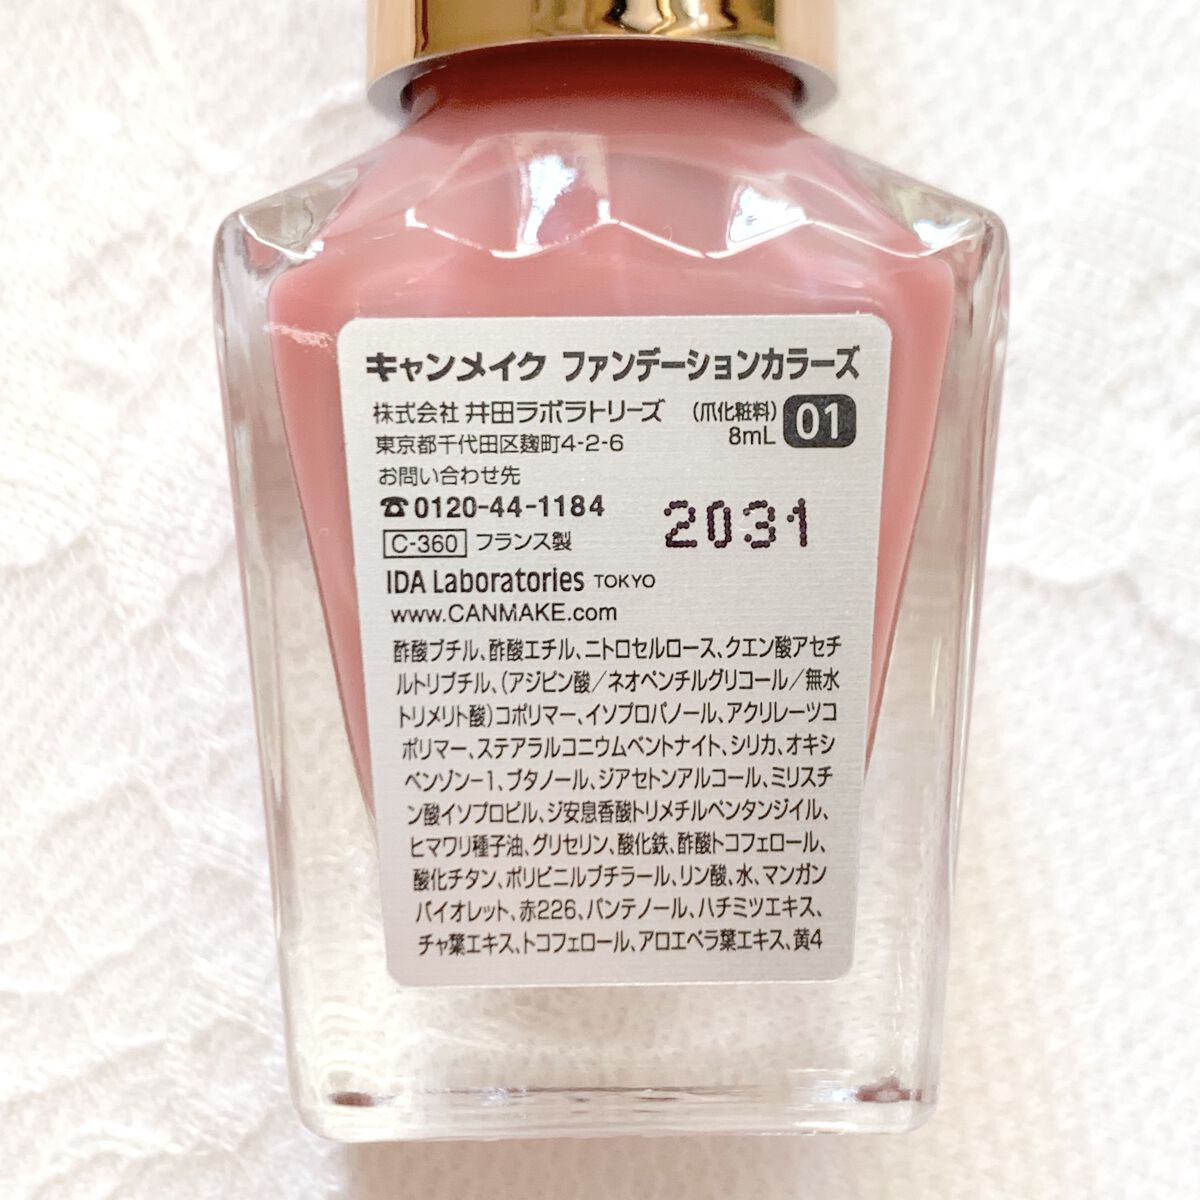 キャンメイク ファンデーションカラーズ
株式会社 井田ラボラトリーズ (爪化粧料) 01
東京都千代田区麹町4-2-6 8mL
お問い合わせ先
☎0120-44-1184
C-360 フランス製 2031
IDA Laboratories TOKYO
www.CANMAKE.com
酢酸ブチル、酢酸エチル、ニトロセルロース、クエン酸アセチ
ルトリブチル、(アジピン酸/ネオペンチルグリコール/無水
トリメリト酸)コポリマー、イソプロパノール、アクリレーツコ
ポリマー、ステアラルコニウムベントナイト、シリカ、オキシ
ベンゾン-1、ブタノール、ジアセトンアルコール、ミリスチ
ン酸イソプロピル、ジ安息香酸トリメチルペンタンジイル、
ヒマワリ種子油、グリセリン、酸化鉄、酢酸トコフェロール、
酸化チタン、ポリビニルブチラール、リン酸、水、マンガン
バイオレット、赤226、パンテノール、ハチミツエキス、
チャ葉エキス、トコフェロール、アロエベラ葉エキス、黄4